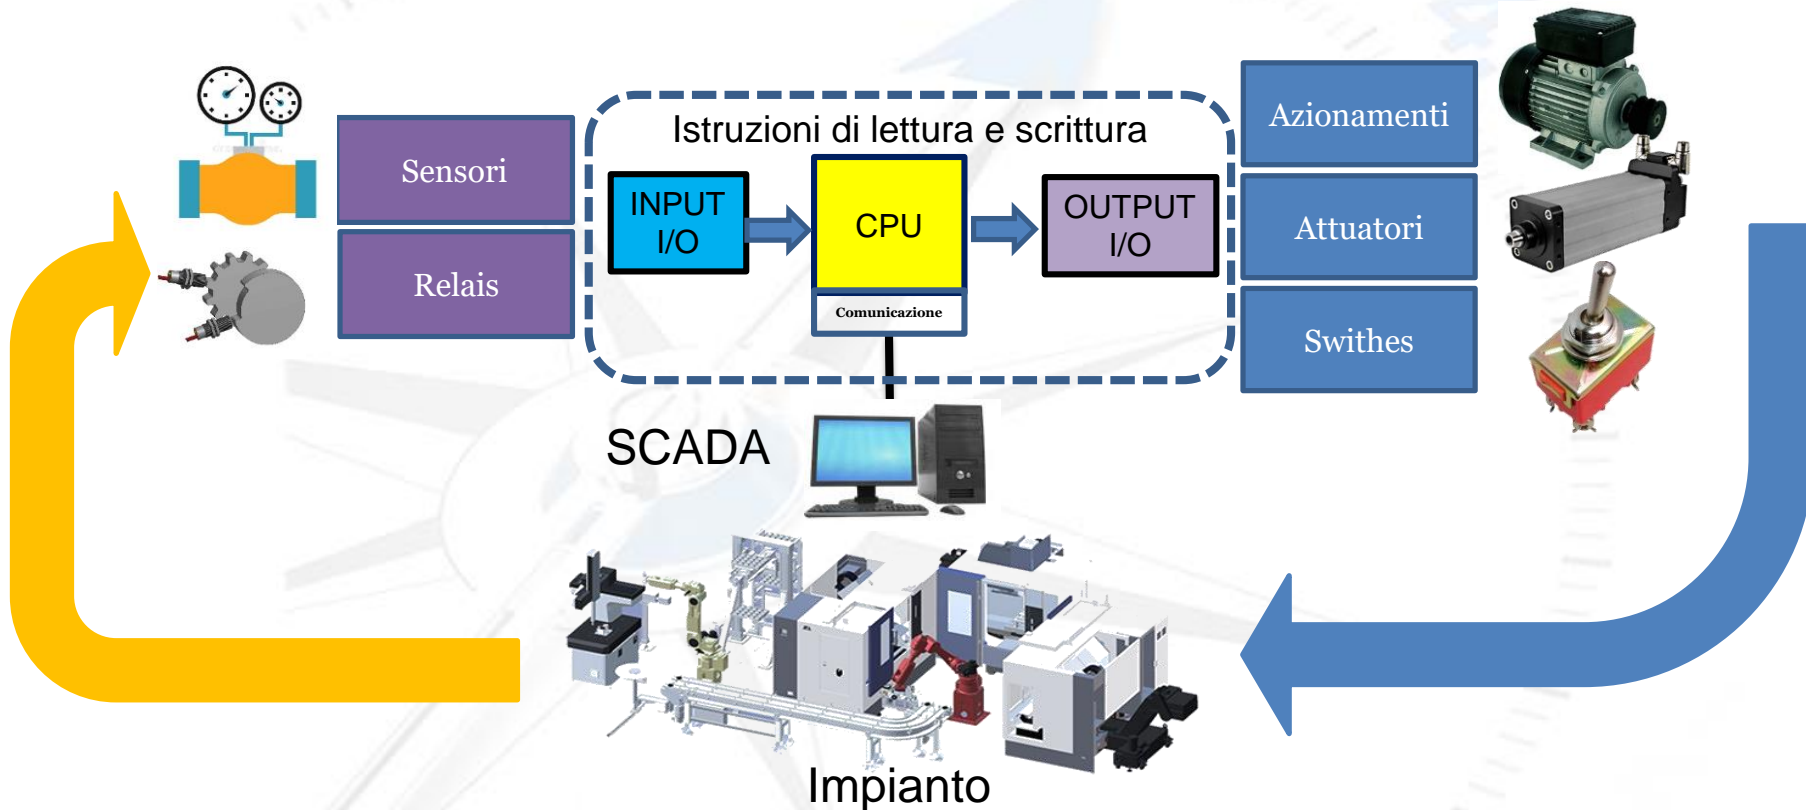 Istruzioni di lettura e scrittura
Sensori
Relais
INPUT
I/O
CPU
Comunicazione
OUTPUT
I/O
Azionamenti
Attuatori
Swithes
SCADA
Impianto